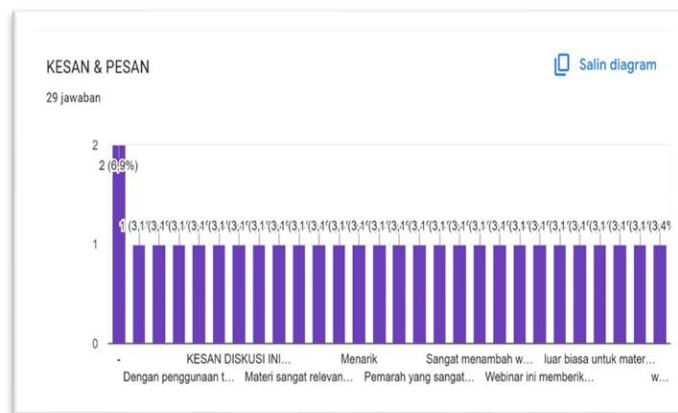 KESAN & PESAN
Salin diagram
29 jawaban
2
2 (6,9%)
1
0
-
KESAN DISKUSI INI...
Menarik
Sangat menambah w...
luar biasa untuk mater...
Dengan penggunaan t...
Materi sangat relevan...
Pemarah yang sangat...
Webinar ini memberik...
w...